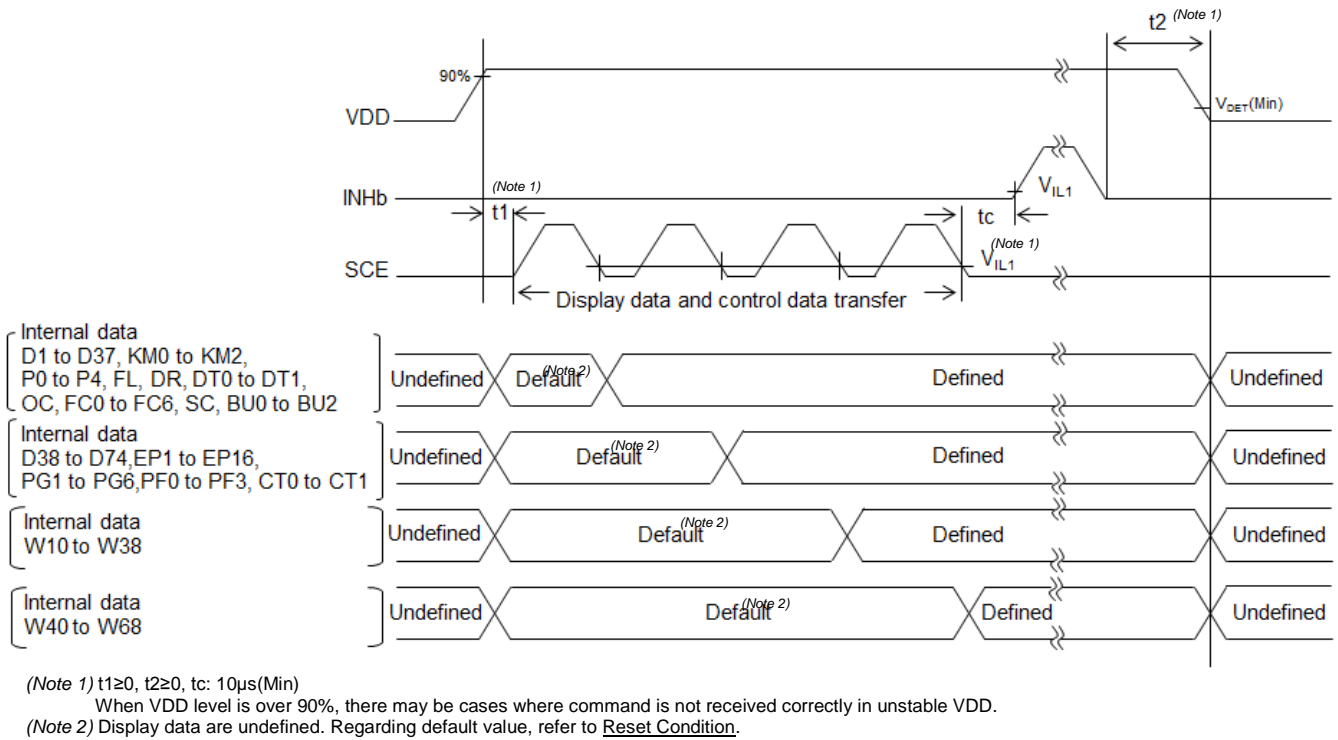 t2 (Note 1)
90%
VDD
VDET(Min)
INHb
(Note 1)
VIL1
t1
tc
(Note 1)
SCE
VIL1
Display data and control data transfer
Internal data
D1 to D37, KM0 to KM2,
P0 to P4, FL, DR, DT0 to DT1,
OC, FC0 to FC6, SC, BU0 to BU2
Undefined
Default (Note 2)
Defined
Undefined
Internal data
D38 to D74,EP1 to EP16,
PG1 to PG6,PF0 to PF3, CT0 to CT1
Undefined
Default (Note 2)
Defined
Undefined
Internal data
W10 to W38
Undefined
Default (Note 2)
Defined
Undefined
Internal data
W40 to W68
Undefined
Default (Note 2)
Defined
Undefined
(Note 1) t1≥0, t2≥0, tc: 10µs(Min)
When VDD level is over 90%, there may be cases where command is not received correctly in unstable VDD.
(Note 2) Display data are undefined. Regarding default value, refer to Reset Condition.